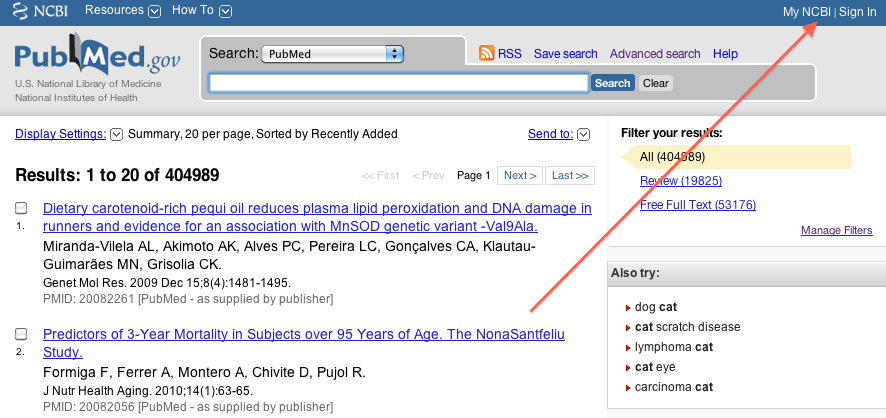 NCBI Resources How To My NCBI | Sign In
PubMed.gov
U.S. National Library of Medicine
National Institutes of Health
Search: PubMed
RSS Save search Advanced search Help
Search Clear
Display Settings: Summary, 20 per page, Sorted by Recently Added Send to:
Results: 1 to 20 of 404989
<< First < Prev Page 1 Next > Last >>
1. Dietary carotenoid-rich pequi oil reduces plasma lipid peroxidation and DNA damage in
runners and evidence for an association with MnSOD genetic variant -Val9Ala.
Miranda-Vilela AL, Akimoto AK, Alves PC, Pereira LC, Gonçalves CA, Klautau-
Guimarães MN, Grisolia CK.
Genet Mol Res. 2009 Dec 15;8(4):1481-1495.
PMID: 20082261 [PubMed - as supplied by publisher]
2. Predictors of 3-Year Mortality in Subjects over 95 Years of Age. The NonaSantfeliu
Study.
Formiga F, Ferrer A, Montero A, Chivite D, Pujol R.
J Nutr Health Aging. 2010;14(1):63-65.
PMID: 20082056 [PubMed - as supplied by publisher]
Filter your results:
All (404989)
Review (19825)
Free Full Text (53176)
Manage Filters
Also try:
dog cat
cat scratch disease
lymphoma cat
cat eye
carcinoma cat